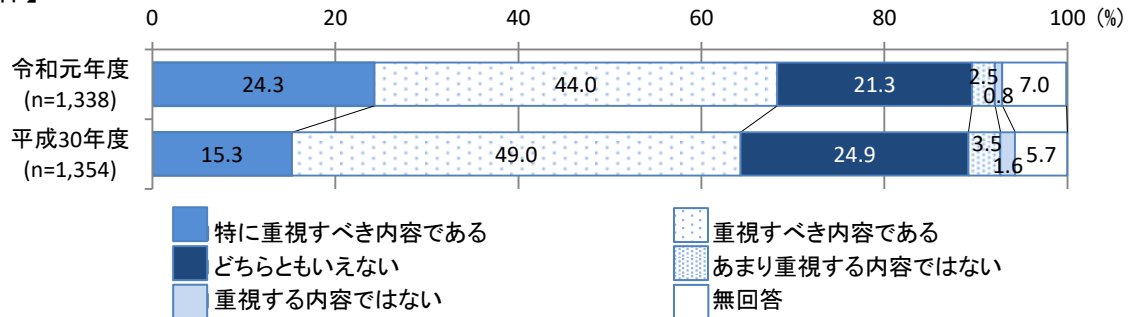 0 20 40 60 80 100 (%)
令和元年度
(n=1,338)
24.3 44.0 21.3 2.5 0.8 7.0
平成30年度
(n=1,354)
15.3 49.0 24.9 3.5 1.6 5.7
特に重視すべき内容である 重視すべき内容である
どちらともいえない あまり重視する内容ではない
重視する内容ではない 無回答